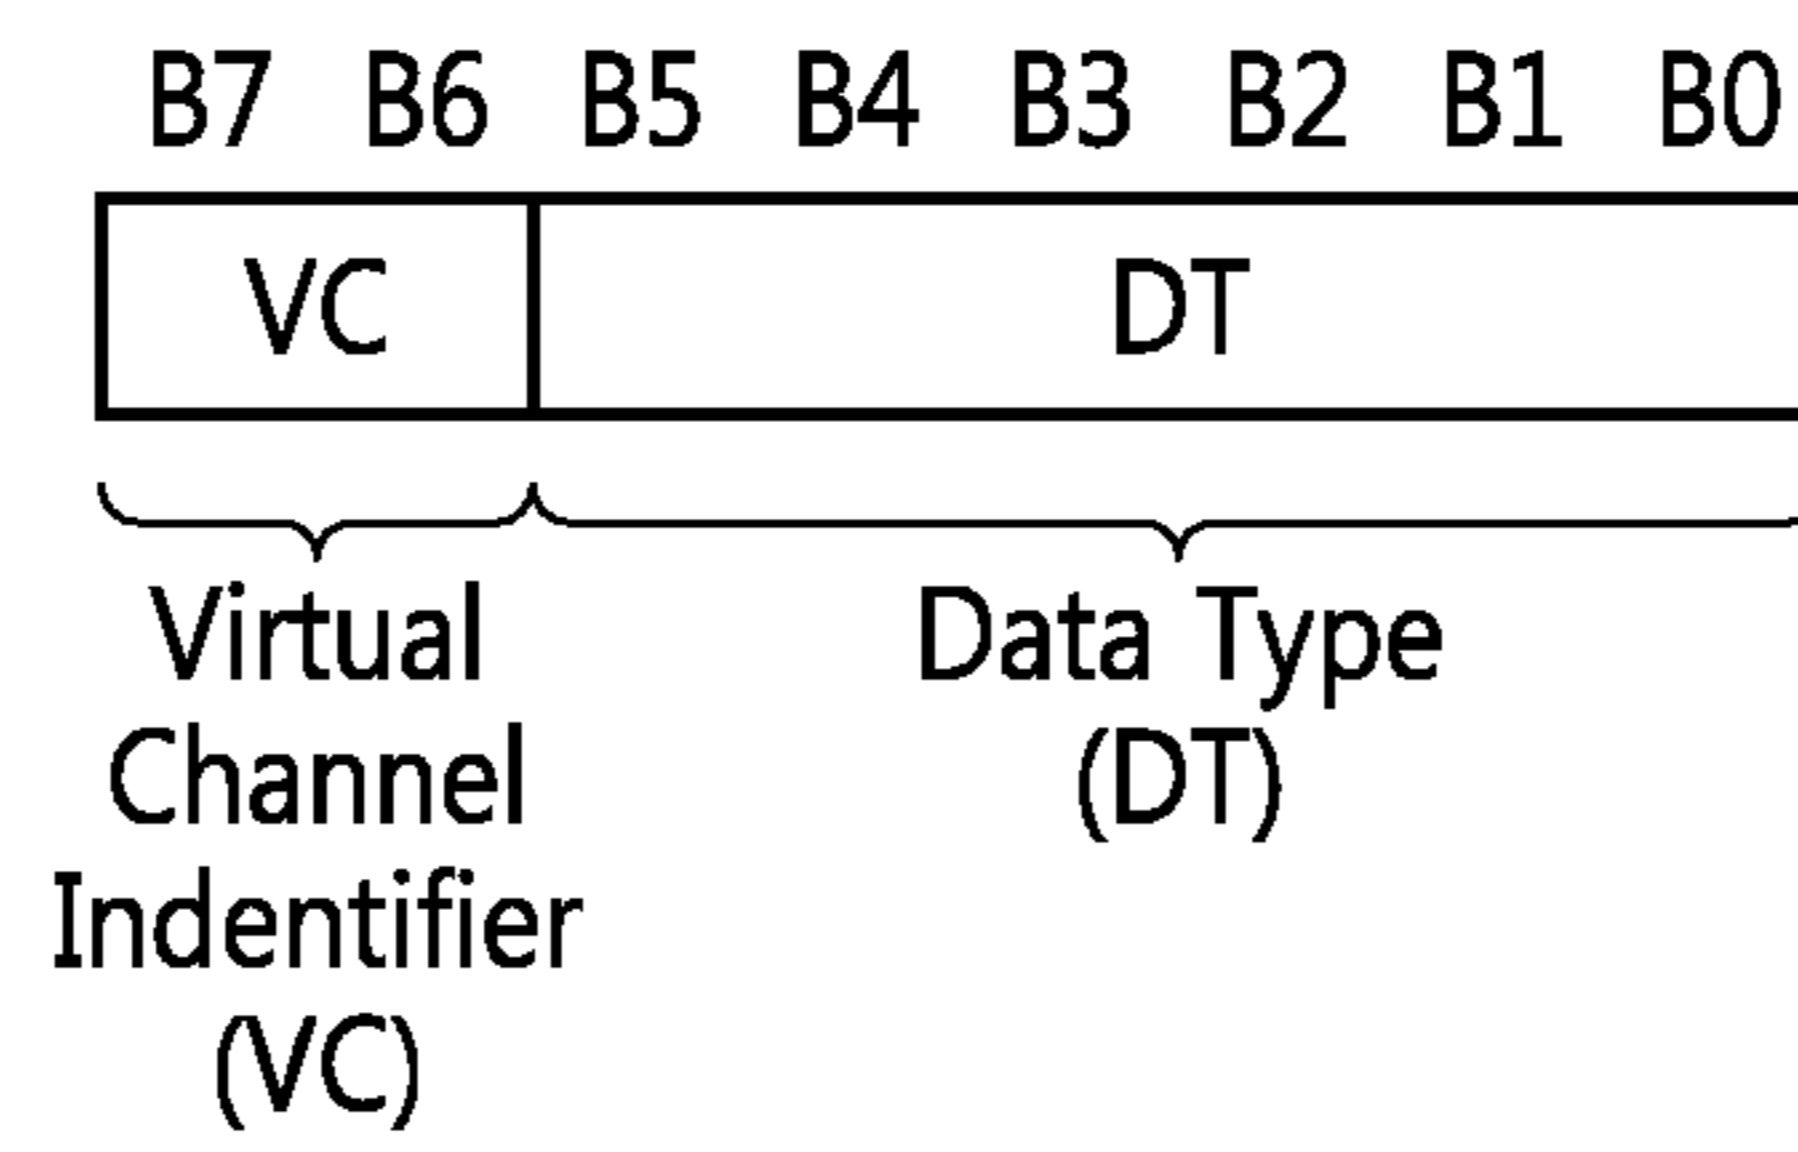 B7 B6 B5 B4 B3 B2 B1 B0
VC DT
Virtual Data Type
Channel (DT)
Indentifier
(VC)